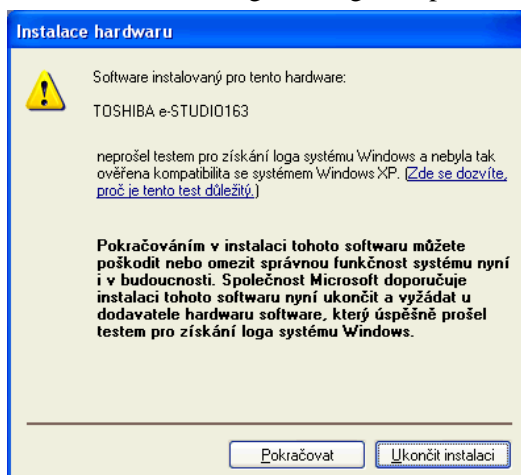 Instalace hardwaru
Software instalovaný pro tento hardware:
TOSHIBA e-STUDIO163
neprošel testem pro získání loga systému Windows a nebyla tak
ověřena kompatibilita se systémem Windows XP. (Zde se dozvíte,
proč je tento test důležitý.)
Pokračováním v instalaci tohoto softwaru můžete
poškodit nebo omezit správnou funkčnost systému nyní
i v budoucnosti. Společnost Microsoft doporučuje
instalaci tohoto softwaru nyní ukončit a vyžádat u
dodavatele hardwaru software, který úspěšně prošel
testem pro získání loga systému Windows.
Pokračovat Ukončit instalaci